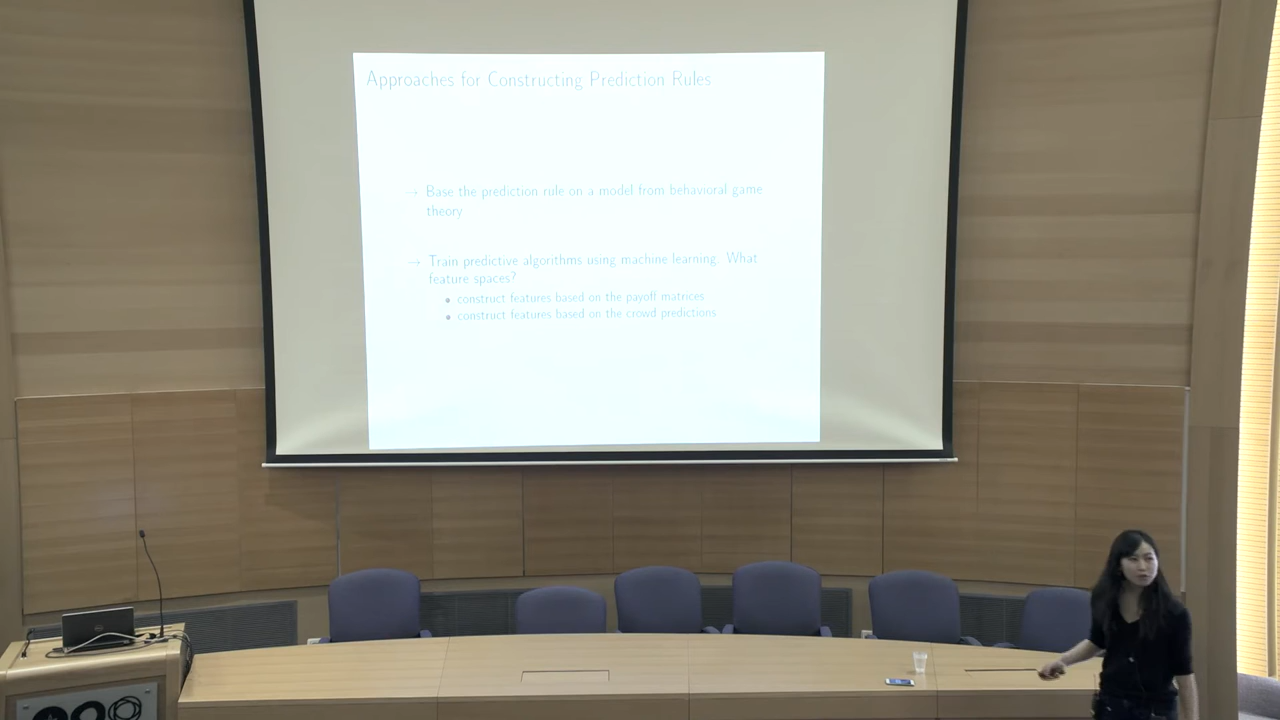 Approaches for Constructing Prediction Rules
→ Base the prediction rule on a model from behavioral game
theory
→ Train predictive algorithms using machine learning. What
feature spaces?
• construct features based on the payoff matrices
• construct features based on the crowd predictions